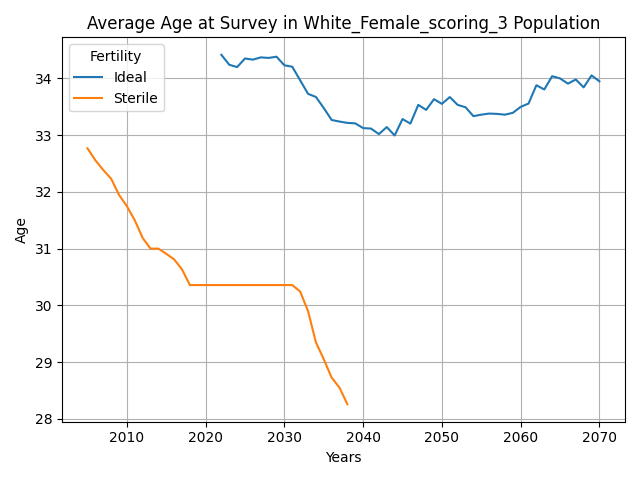 Average Age at Survey in White_Female_scoring_3 Population
Fertility
Ideal
Sterile
Age
34
33
32
31
30
29
28
2010 2020 2030 2040 2050 2060 2070
Years